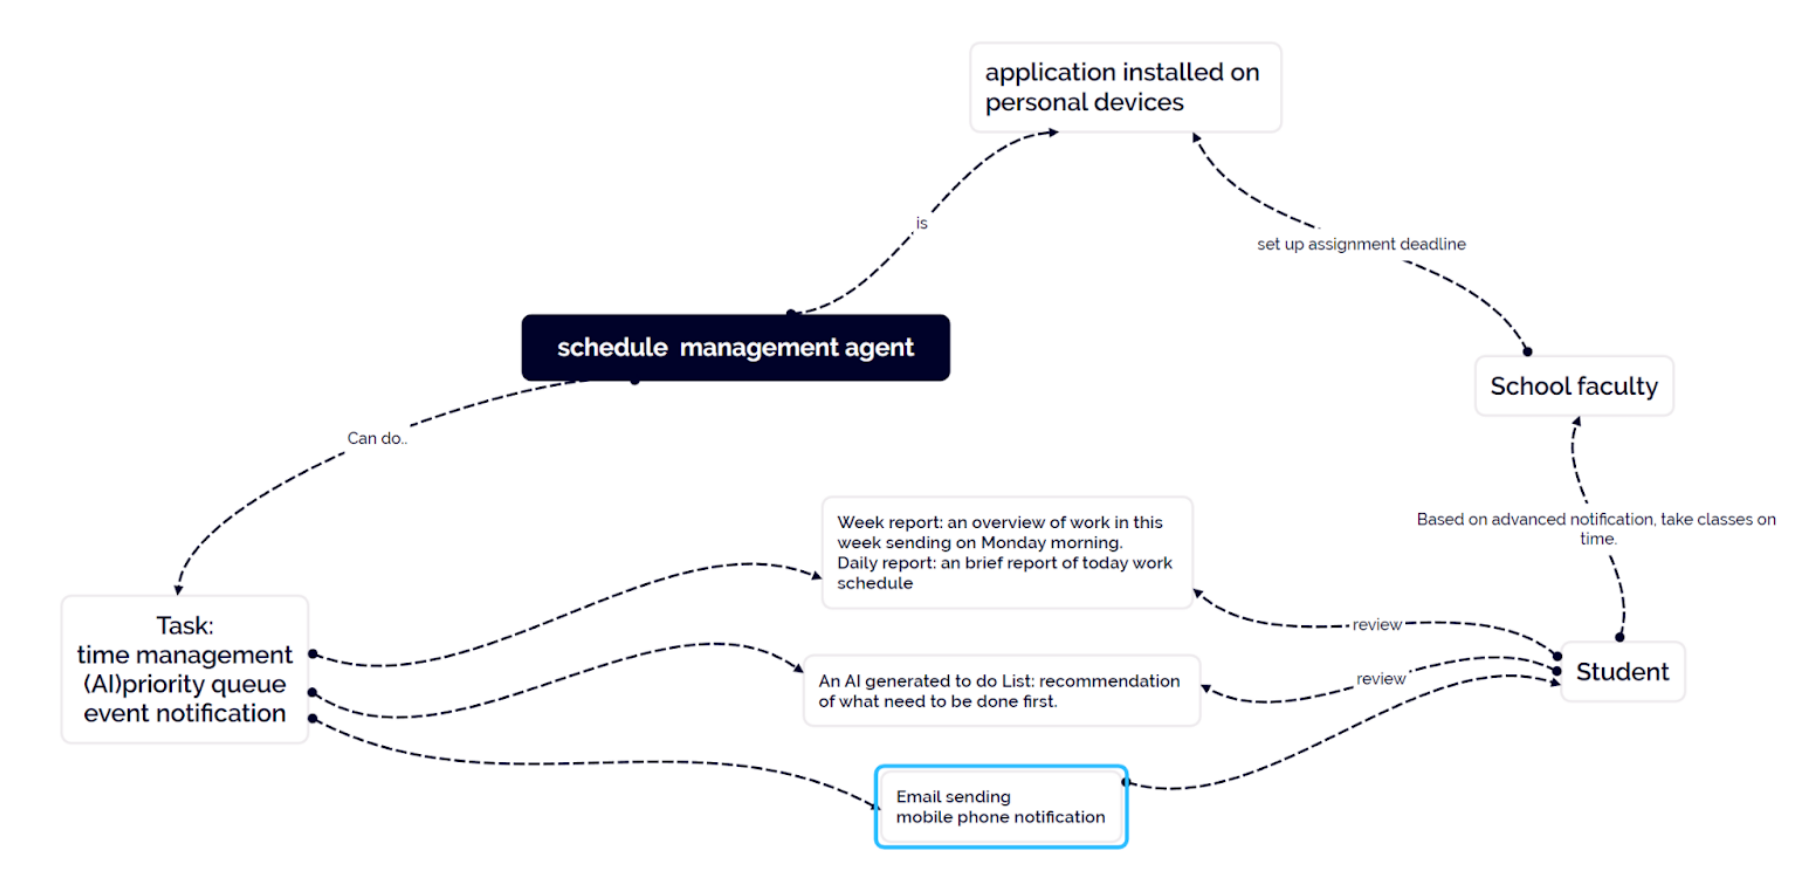 application installed on
personal devices
is
set up assignment deadline
schedule management agent
School faculty
Can do..
Week report: an overview of work in this
week sending on Monday morning.
Daily report: an brief report of today work
schedule
Based on advanced notification, take classes on
time.
Task:
time management
(AI)priority queue
event notification
review
Student
An AI generated to do List: recommendation
of what need to be done first.
review
Email sending
mobile phone notification